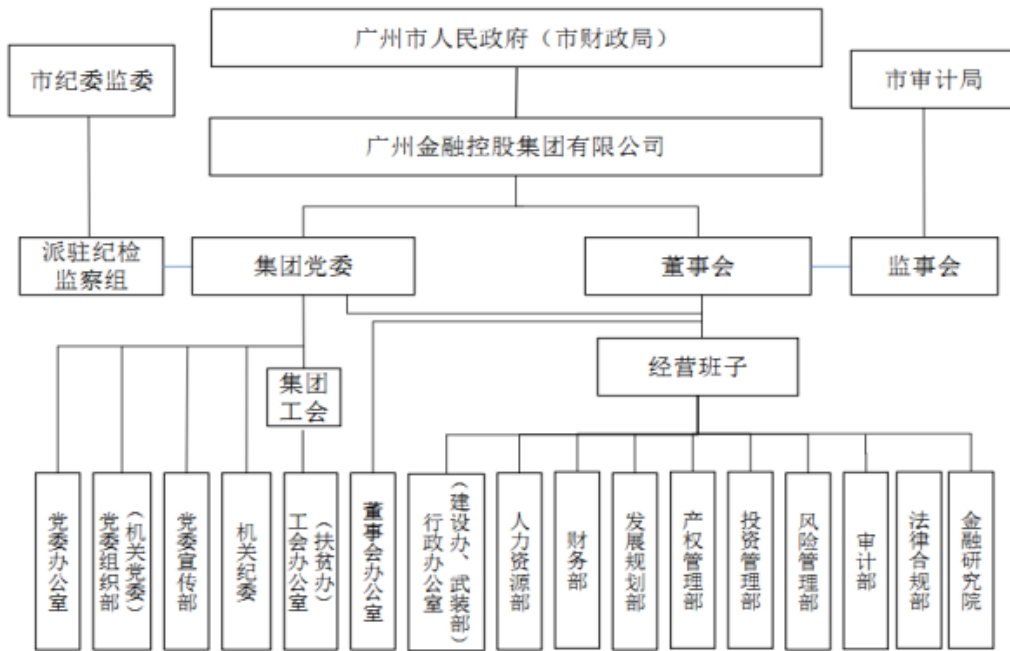 广州市人民政府（市财政局）
市纪委监委
市审计局
广州金融控股集团有限公司
派驻纪检
监察组
集团党委
董事会
监事会
经营班子
集团
工会
党委办公室
党委组织部
（机关党委）
党委宣传部
机关纪委
工会办公室
（扶贫办）
董事会办公室
行政办公室
（建设办、武装部）
人力资源部
财务部
发展规划部
产权管理部
投资管理部
风险管理部
审计部
法律合规部
金融研究院